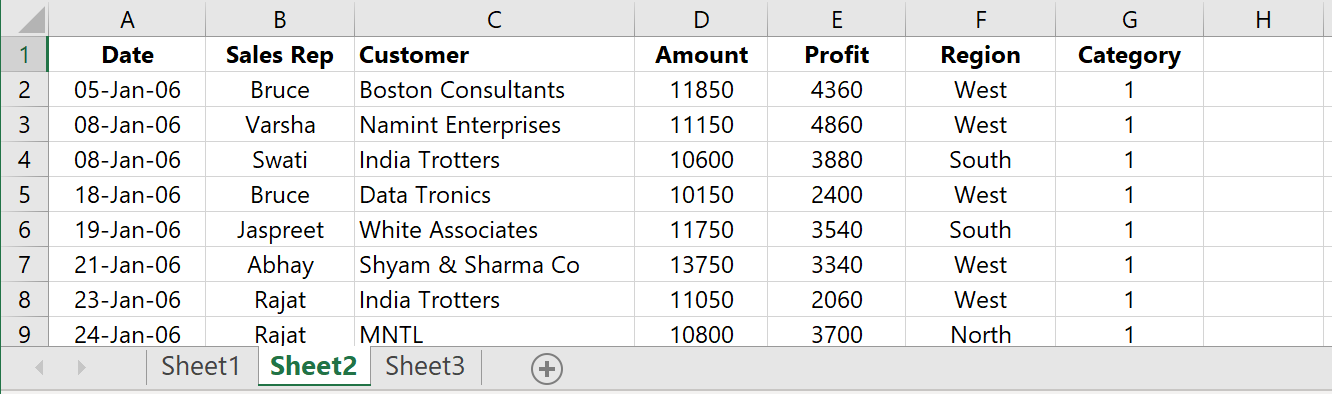 A B C D E F G H
1 Date Sales Rep Customer Amount Profit Region Category
2 05-Jan-06 Bruce Boston Consultants 11850 4360 West 1
3 08-Jan-06 Varsha Namint Enterprises 11150 4860 West 1
4 08-Jan-06 Swati India Trotters 10600 3880 South 1
5 18-Jan-06 Bruce Data Tronics 10150 2400 West 1
6 19-Jan-06 Jaspreet White Associates 11750 3540 South 1
7 21-Jan-06 Abhay Shyam & Sharma Co 13750 3340 West 1
8 23-Jan-06 Rajat India Trotters 11050 2060 West 1
9 24-Jan-06 Rajat MNTL 10800 3700 North 1
Sheet1 Sheet2 Sheet3